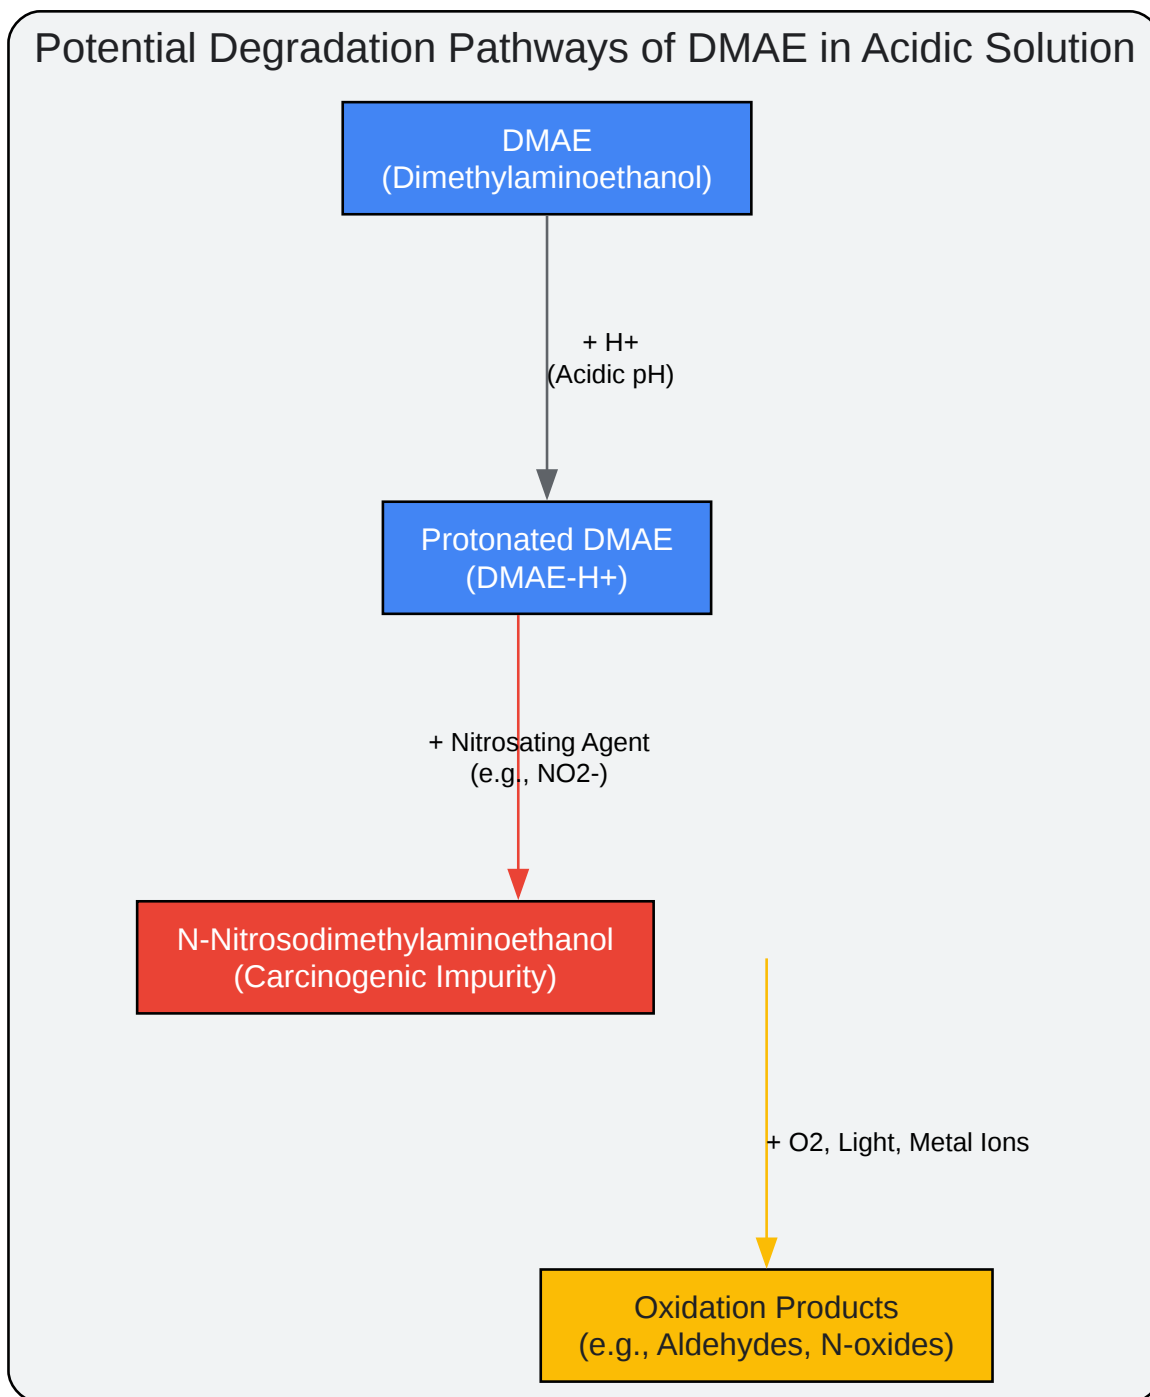 Potential Degradation Pathways of DMAE in Acidic Solution
DMAE
(Dimethylaminoethanol)
+ H+
(Acidic pH)
Protonated DMAE
(DMAE-H+)
+ Nitrosating Agent
(e.g., NO2-)
N-Nitrosodimethylaminoethanol
(Carcinogenic Impurity)
+ O2, Light, Metal Ions
Oxidation Products
(e.g., Aldehydes, N-oxides)